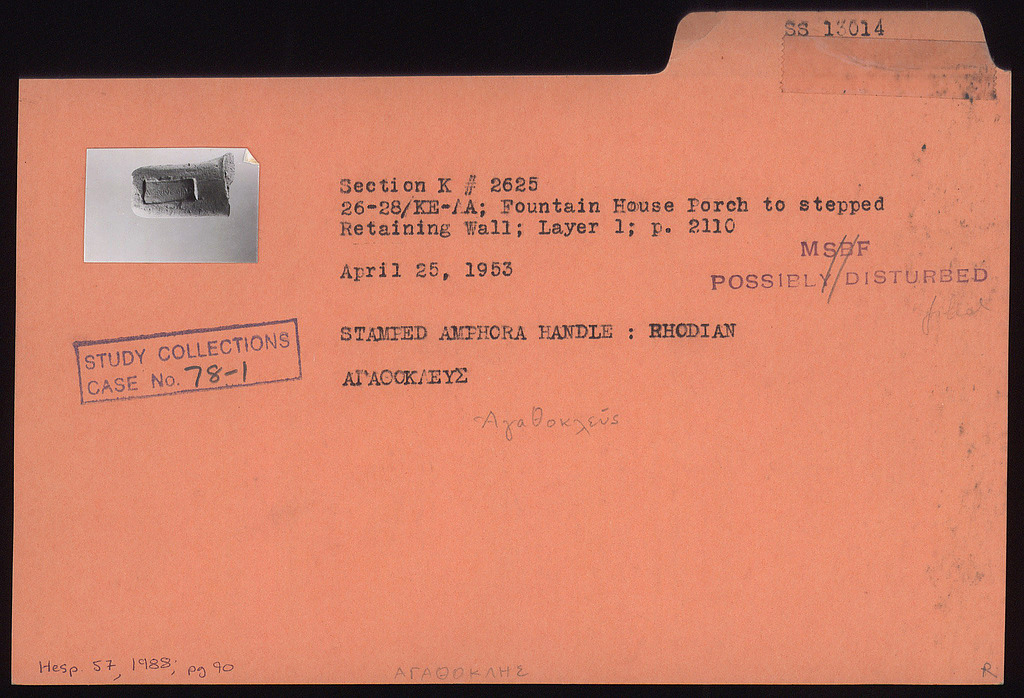 SS 13014
Section K # 2625
26-28/KE-ΛA; Fountain House Porch to stepped
Retaining Wall; Layer 1; p. 2110
April 25, 1953
MSBF
POSSIBLY DISTURBED
STAMPED AMPHORA HANDLE : RHODIAN
STUDY COLLECTIONS
CASE No. 78-1
ΑΓΑΘΟΚΛΕΥΣ
Αγαθοκλεῦς
Hesp. 57, 1988, pg 90
ΑΓΑΘΟΚΛΗΣ
R